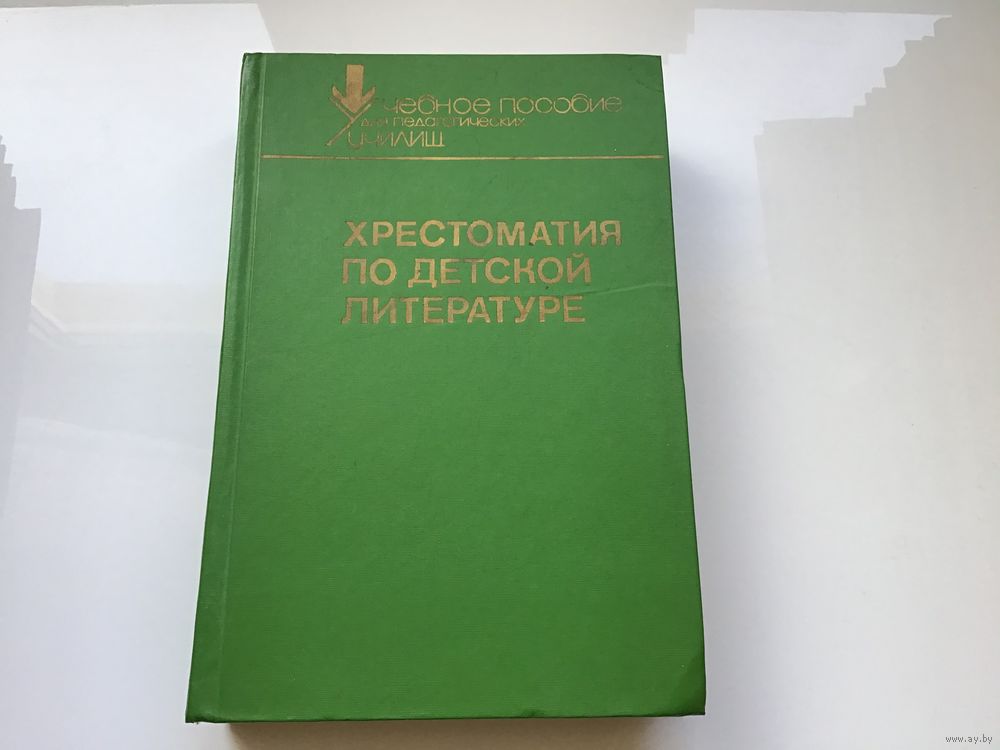 Учебное пособие
для педагогических
училищ
ХРЕСТОМАТИЯ
ПО ДЕТСКОЙ
ЛИТЕРАТУРЕ
www.ay.by